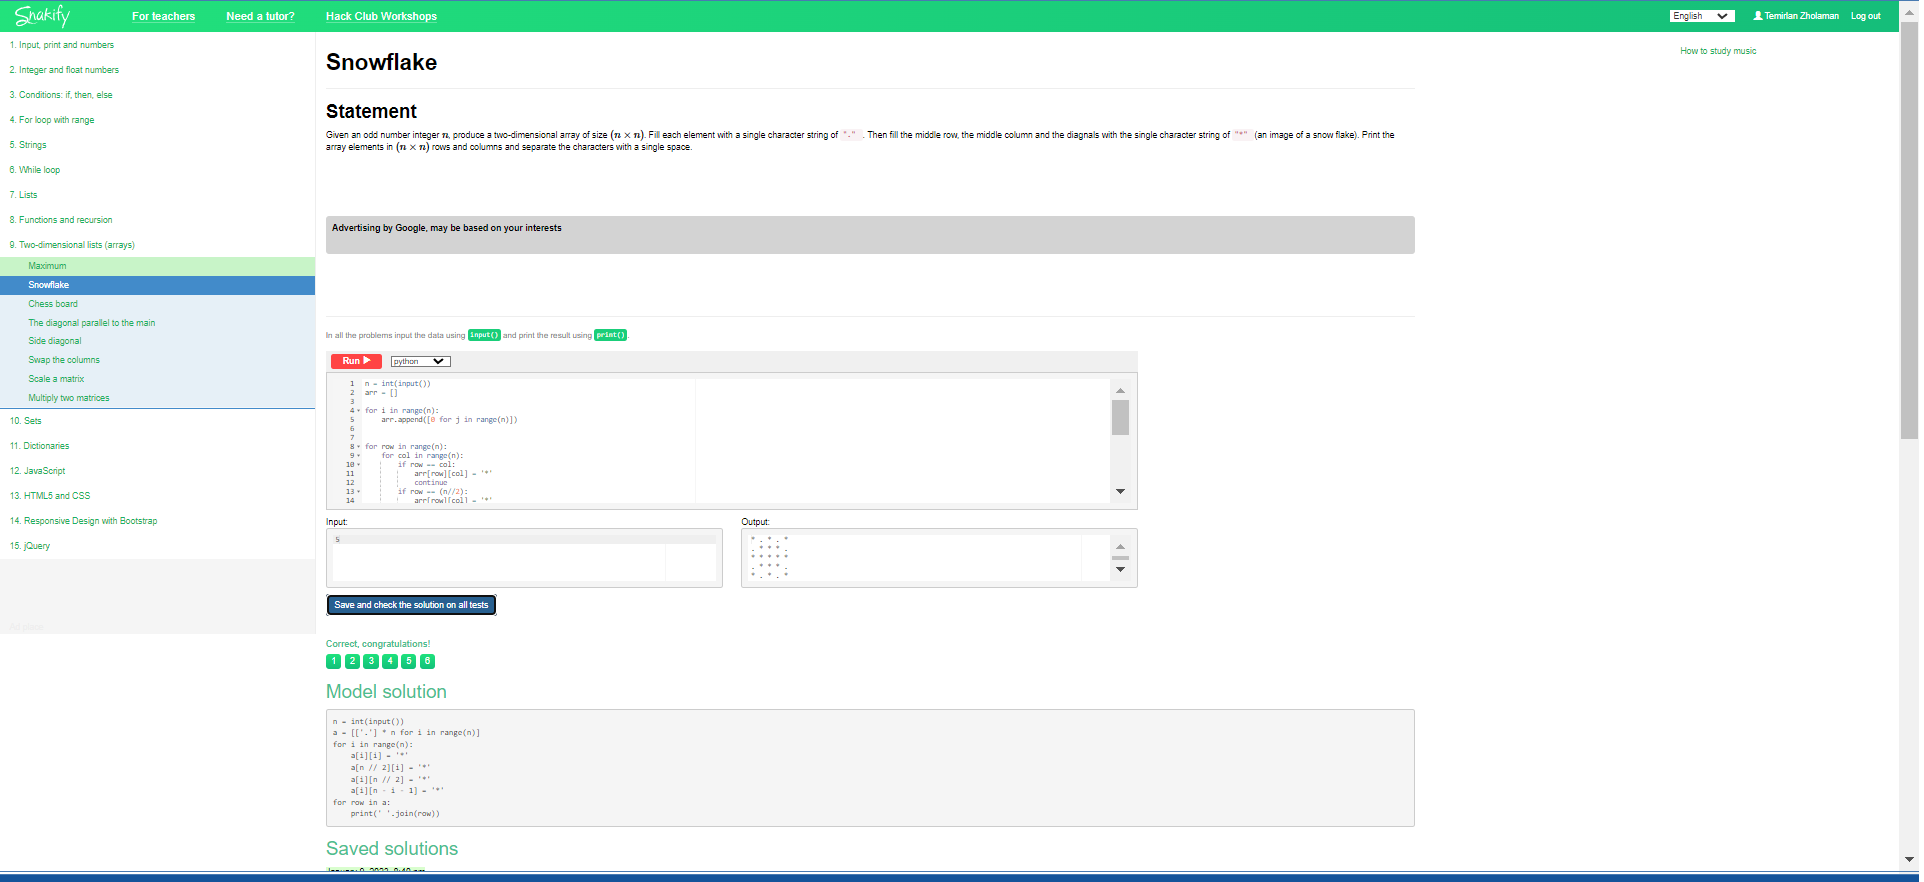 Snakify
For teachers
Need a tutor?
Hack Club Workshops
English
Temirlan Zholaman
Log out
1. Input, print and numbers
2. Integer and float numbers
3. Conditions: if, then, else
4. For loop with range
5. Strings
6. While loop
7. Lists
8. Functions and recursion
9. Two-dimensional lists (arrays)
Maximum
Snowflake
Chess board
The diagonal parallel to the main
Side diagonal
Swap the columns
Scale a matrix
Multiply two matrices
10. Sets
11. Dictionaries
12. JavaScript
13. HTML5 and CSS
14. Responsive Design with Bootstrap
15. jQuery
How to study music
Snowflake
Statement
Given an odd number integer n, produce a two-dimensional array of size (n × n). Fill each element with a single character string of "." . Then fill the middle row, the middle column and the diagnals with the single character string of "*" (an image of a snow flake). Print the
array elements in (n × n) rows and columns and separate the characters with a single space.
Advertising by Google, may be based on your interests
In all the problems input the data using input() and print the result using print()
Run
python
1 n = int(input())
2 arr = []
3
4 for i in range(n):
5     arr.append([0 for j in range(n)])
6
7
8 for row in range(n):
9     for col in range(n):
10         if row == col:
11             arr[row][col] = '*'
12             continue
13         if row == (n//2):
14             arr[row][col] = '*'
Input:
5
Output:
* . * . *
. * * * .
* * * * *
. * * * .
* . * . *
Save and check the solution on all tests
Correct, congratulations!
1 2 3 4 5 6
Model solution
n = int(input())
a = [['.'] * n for i in range(n)]
for i in range(n):
    a[i][i] = '*'
    a[n // 2][i] = '*'
    a[i][n // 2] = '*'
    a[i][n - i - 1] = '*'
for row in a:
    print(' '.join(row))
Saved solutions